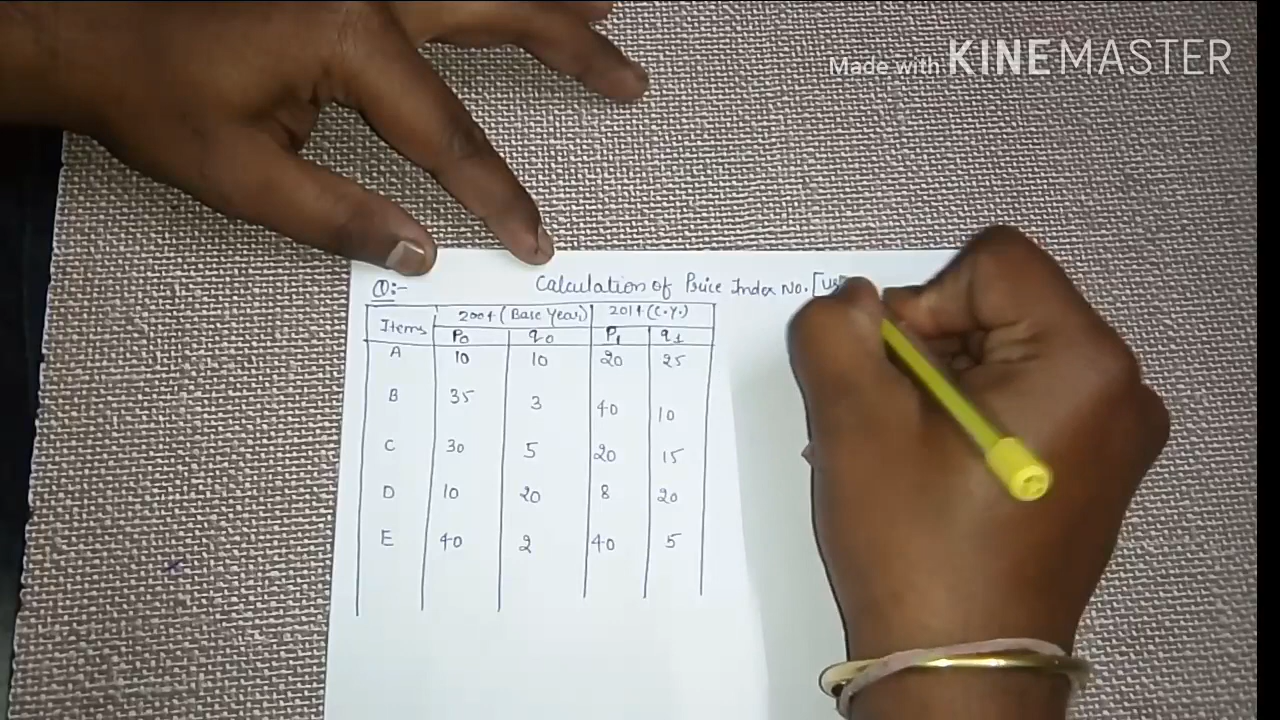 Made with KINEMASTER
Q:- Calculation of Price Index No.
Items 2004 (Base Year) 2014 (C.Y.)
P0 q0 P1 q1
A 10 10 20 25
B 35 3 40 10
C 30 5 20 15
D 10 20 8 20
E 40 2 40 5